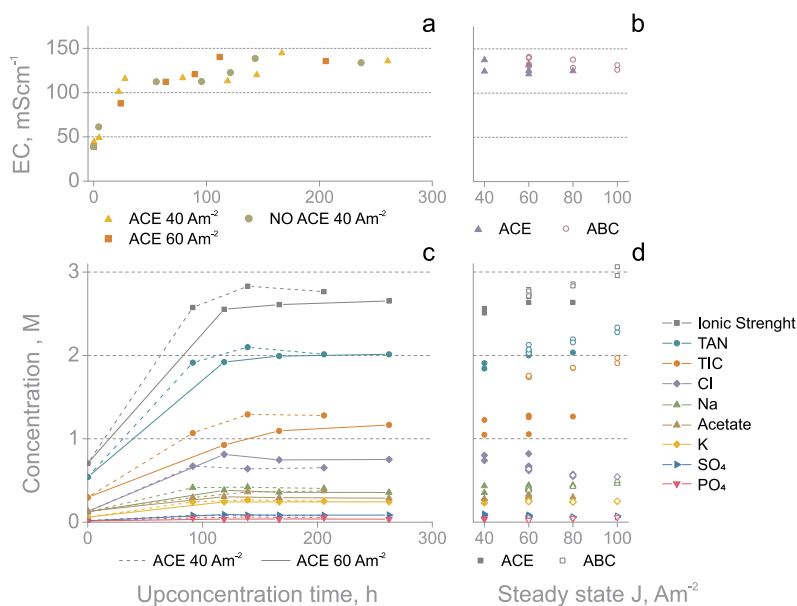 a
b
EC, mScm⁻¹
150
100
50
0
0 100 200 300
40 60 80 100
ACE 40 Am⁻²
NO ACE 40 Am⁻²
ACE 60 Am⁻²
ACE
ABC
c
d
Concentration , M
3
2
1
0
Ionic Strenght
TAN
TIC
Cl
Na
Acetate
K
SO₄
PO₄
0 100 200 300
40 60 80 100
ACE 40 Am⁻²
ACE 60 Am⁻²
ACE
ABC
Upconcentration time, h
Steady state J, Am⁻²